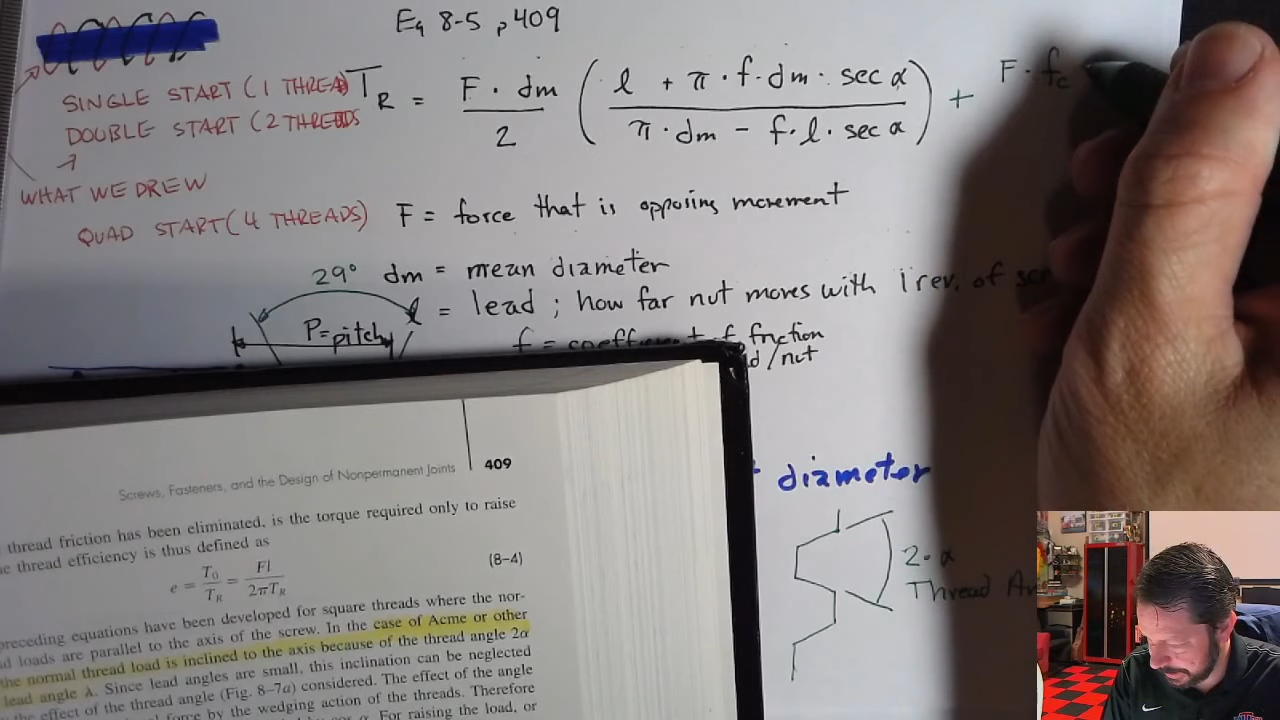 Eq 8-5 , p409
SINGLE START (1 THREAD
DOUBLE START (2 THREADS
WHAT WE DREW
QUAD START (4 THREADS)
T_R = F · dm / 2 ( l + π · f · dm · sec α / π · dm - f · l · sec α ) + F · fc
F = force that is opposing movement
dm = mean diameter
l = lead ; how far nut moves with 1 rev. of
29°
P = pitch
f = coefficient of friction
/nut
diameter
2·α
Thread
409
Screws, Fasteners, and the Design of Nonpermanent Joints
thread friction has been eliminated, is the torque required only to raise
thread efficiency is thus defined as
e = T0 / TR = Fl / 2πTR (8–4)
preceding equations have been developed for square threads where the nor-
loads are parallel to the axis of the screw. In the case of Acme or other
the normal thread load is inclined to the axis because of the thread angle 2α
lead angle λ. Since lead angles are small, this inclination can be neglected
the effect of the thread angle (Fig. 8–7a) considered. The effect of the angle
force by the wedging action of the threads. Therefore
α. For raising the load, or